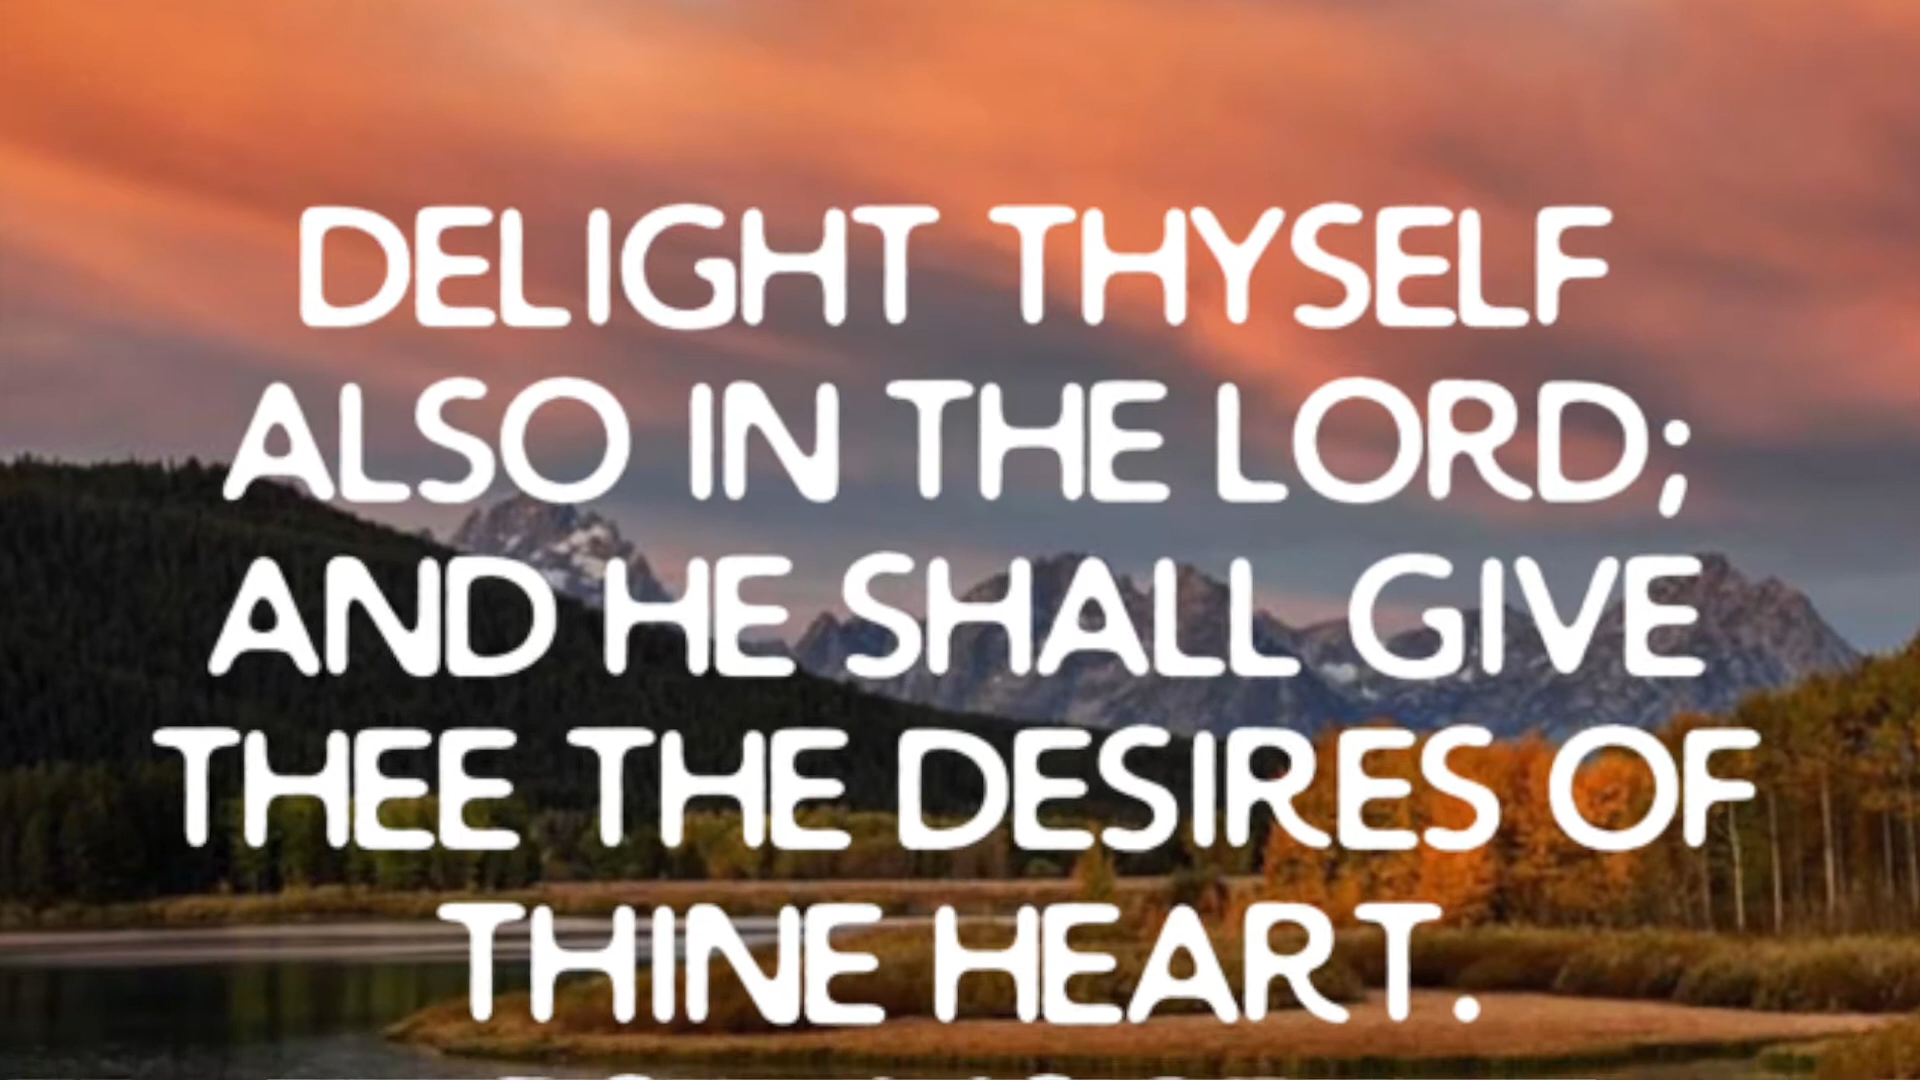 DELIGHT THYSELF
ALSO IN THE LORD;
AND HE SHALL GIVE
THEE THE DESIRES OF
THINE HEART.